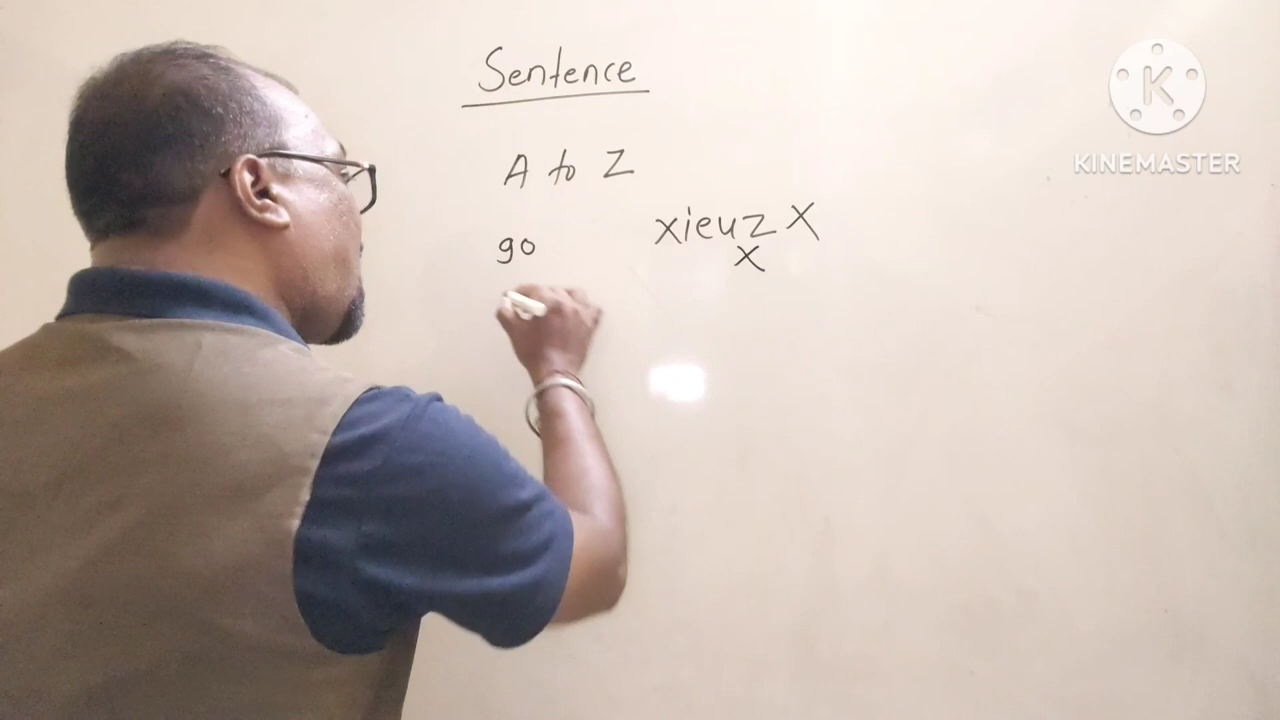 Sentence
A to Z
go
xieuz X
X
K
KINEMASTER